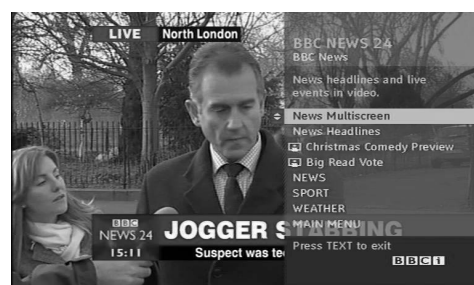 LIVE North London
BBC NEWS 24
BBC News
News headlines and live
events in video.
News Multiscreen
News Headlines
Christmas Comedy Preview
Big Read Vote
NEWS
SPORT
WEATHER
MAIN MENU
Press TEXT to exit
BBCi
BBC
NEWS 24
15:11
JOGGER STABBING
Suspect was